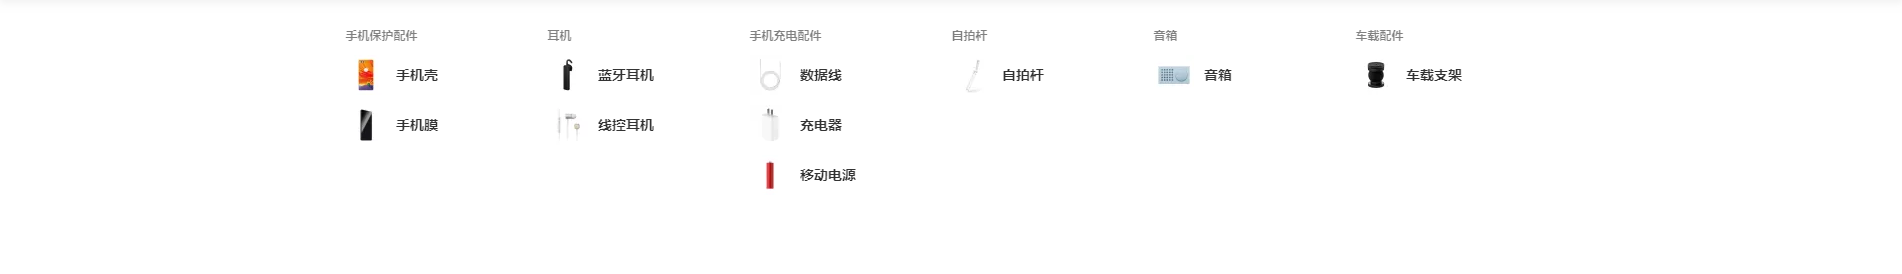 手机保护配件
手机壳
手机膜
耳机
蓝牙耳机
线控耳机
手机充电配件
数据线
充电器
移动电源
自拍杆
自拍杆
音箱
音箱
车载配件
车载支架